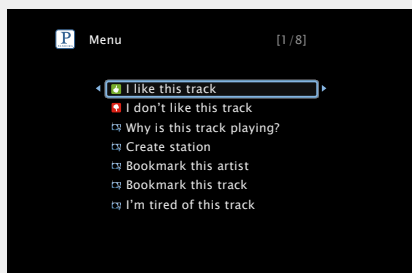 P
PANDORA
Menu [1/8]
I like this track
I don't like this track
Why is this track playing?
Create station
Bookmark this artist
Bookmark this track
I'm tired of this track